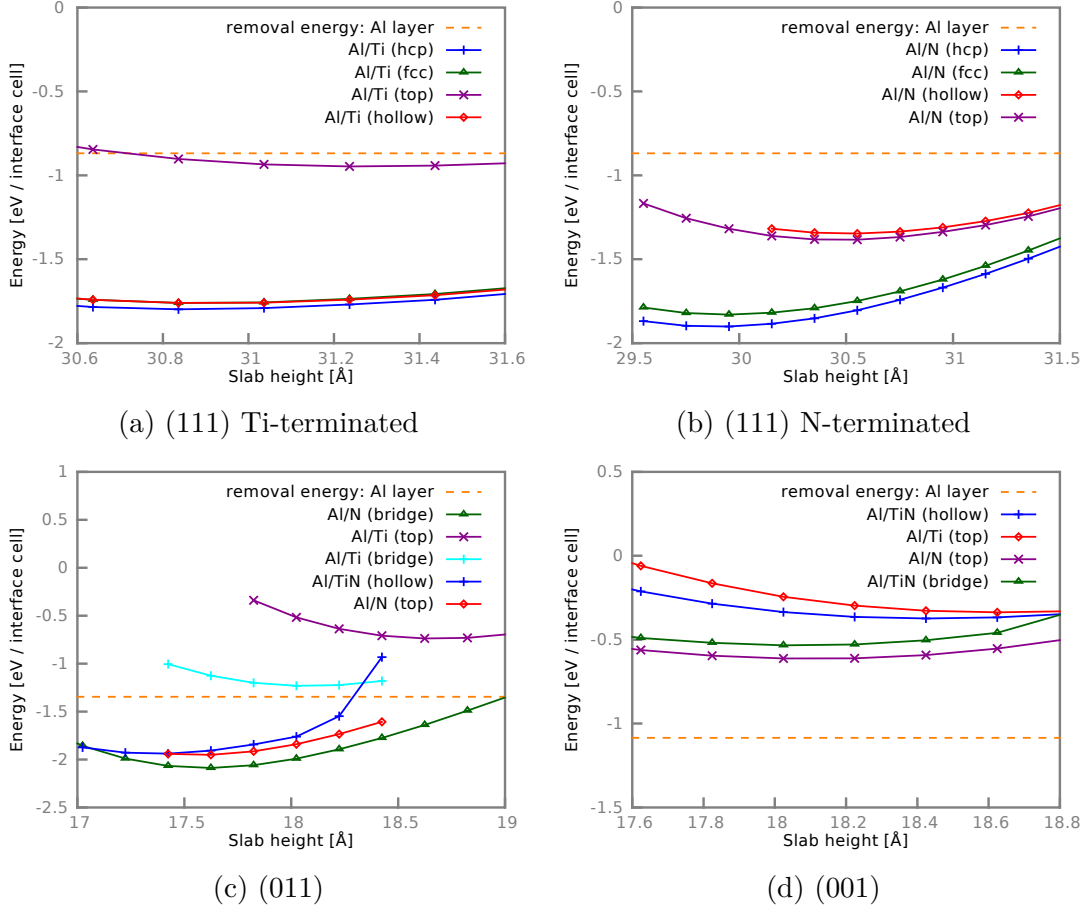 0
-0.5
-1
-1.5
-2
30.6
30.8
31
31.2
31.4
31.6
Energy [eV / interface cell]
Slab height [Å]
removal energy: Al layer
Al/Ti (hcp)
Al/Ti (fcc)
Al/Ti (top)
Al/Ti (hollow)
(a) (111) Ti-terminated
0
-0.5
-1
-1.5
-2
29.5
30
30.5
31
31.5
Energy [eV / interface cell]
Slab height [Å]
removal energy: Al layer
Al/N (hcp)
Al/N (fcc)
Al/N (hollow)
Al/N (top)
(b) (111) N-terminated
1
0.5
0
-0.5
-1
-1.5
-2
-2.5
17
17.5
18
18.5
19
Energy [eV / interface cell]
Slab height [Å]
removal energy: Al layer
Al/N (bridge)
Al/Ti (top)
Al/Ti (bridge)
Al/TiN (hollow)
Al/N (top)
(c) (011)
0.5
0
-0.5
-1
-1.5
17.6
17.8
18
18.2
18.4
18.6
18.8
Energy [eV / interface cell]
Slab height [Å]
removal energy: Al layer
Al/TiN (hollow)
Al/Ti (top)
Al/N (top)
Al/TiN (bridge)
(d) (001)